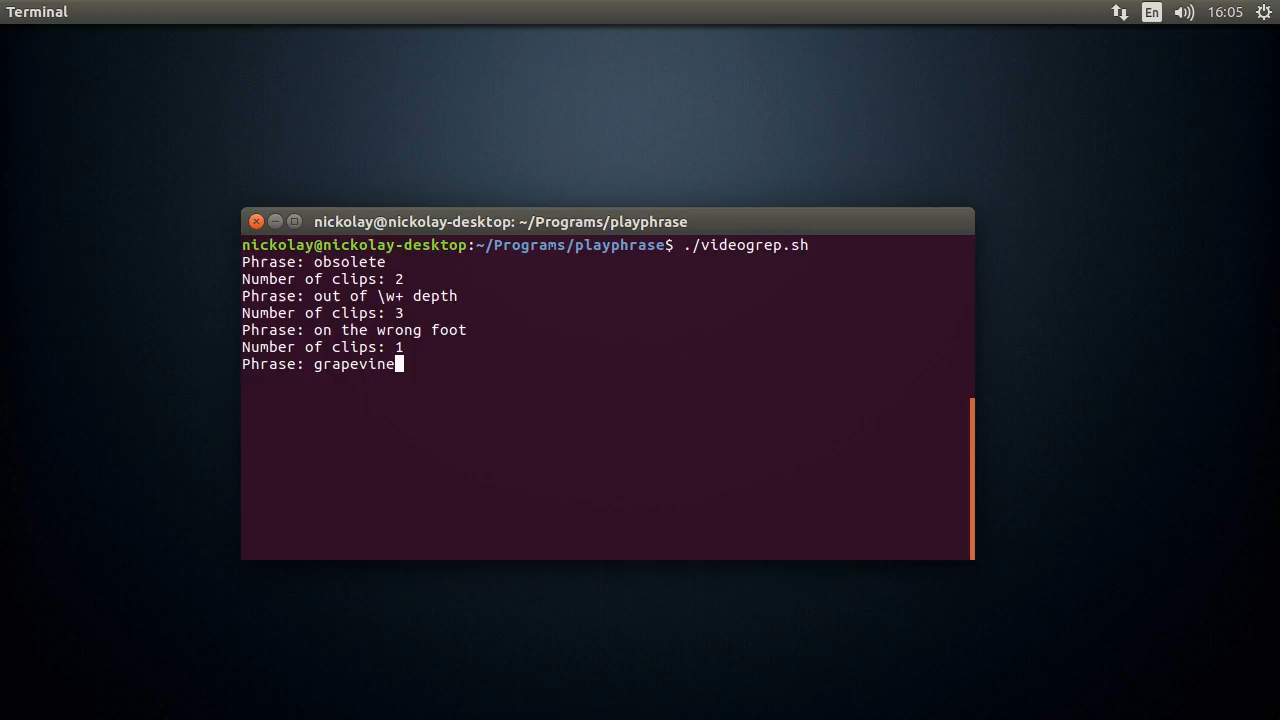 Terminal
En
16:05
nickolay@nickolay-desktop: ~/Programs/playphrase
nickolay@nickolay-desktop:~/Programs/playphrase$ ./videogrep.sh
Phrase: obsolete
Number of clips: 2
Phrase: out of \w+ depth
Number of clips: 3
Phrase: on the wrong foot
Number of clips: 1
Phrase: grapevine